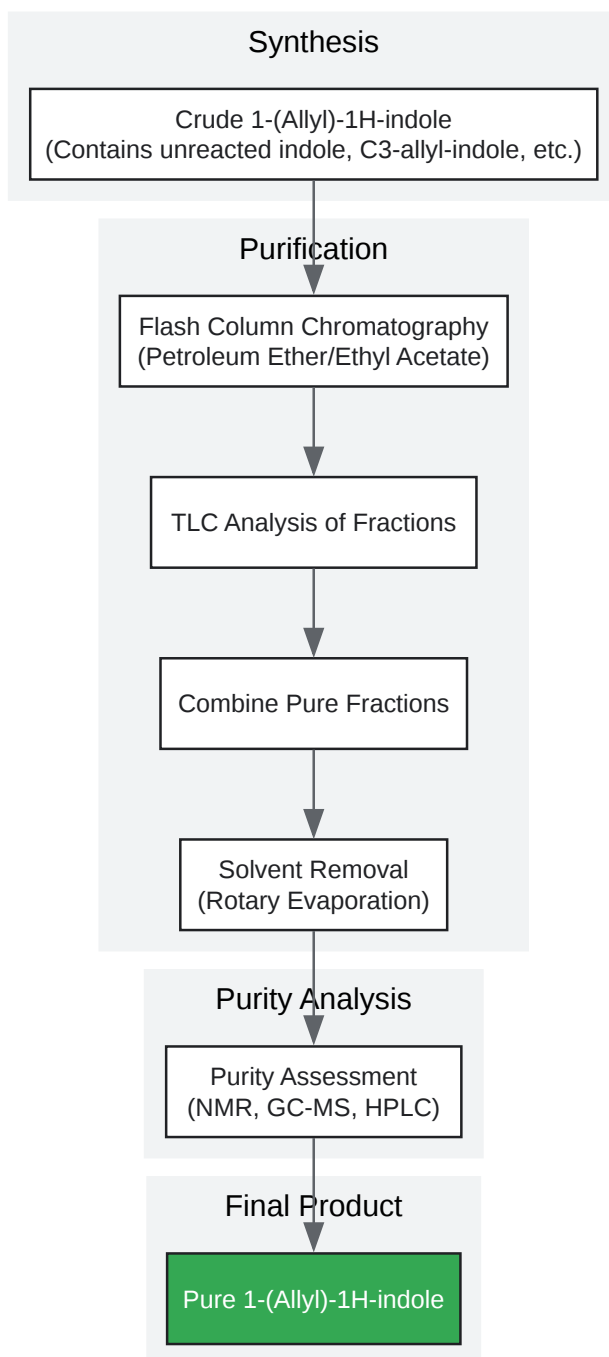 Synthesis
Crude 1-(Allyl)-1H-indole
(Contains unreacted indole, C3-allyl-indole, etc.)
Purification
Flash Column Chromatography
(Petroleum Ether/Ethyl Acetate)
TLC Analysis of Fractions
Combine Pure Fractions
Solvent Removal
(Rotary Evaporation)
Purity Analysis
Purity Assessment
(NMR, GC-MS, HPLC)
Final Product
Pure 1-(Allyl)-1H-indole